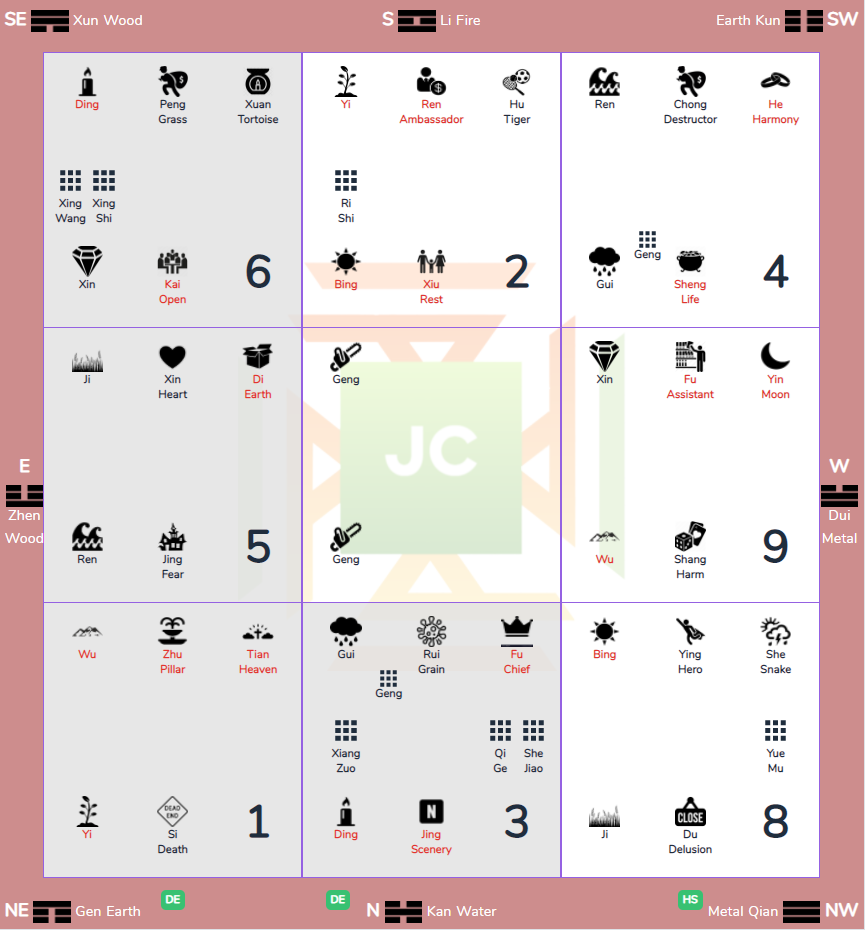 SE Xun Wood S Li Fire Earth Kun SW
Ding Peng Grass Xuan Tortoise
Xing Wang Xing Shi
Xin Kai Open 6
Yi Ren Ambassador Hu Tiger
Ri Shi
Bing Xiu Rest 2
Ren Chong Destructor He Harmony
Geng
Gui Sheng Life 4
E
Zhen
Wood
Ji Xin Heart Di Earth
Ren Jing Fear 5
Geng
JC
Geng
Xin Fu Assistant Yin Moon
Wu Shang Harm 9
W
Dui
Metal
Wu Zhu Pillar Tian Heaven
Yi DEAD END Si Death 1
Gui Rui Grain Fu Chief
Geng
Xiang Zuo Qi Ge She Jiao
Ding N Jing Scenery 3
Bing Ying Hero She Snake
Yue Mu
Ji CLOSE Du Delusion 8
NE Gen Earth DE DE N Kan Water HS Metal Qian NW